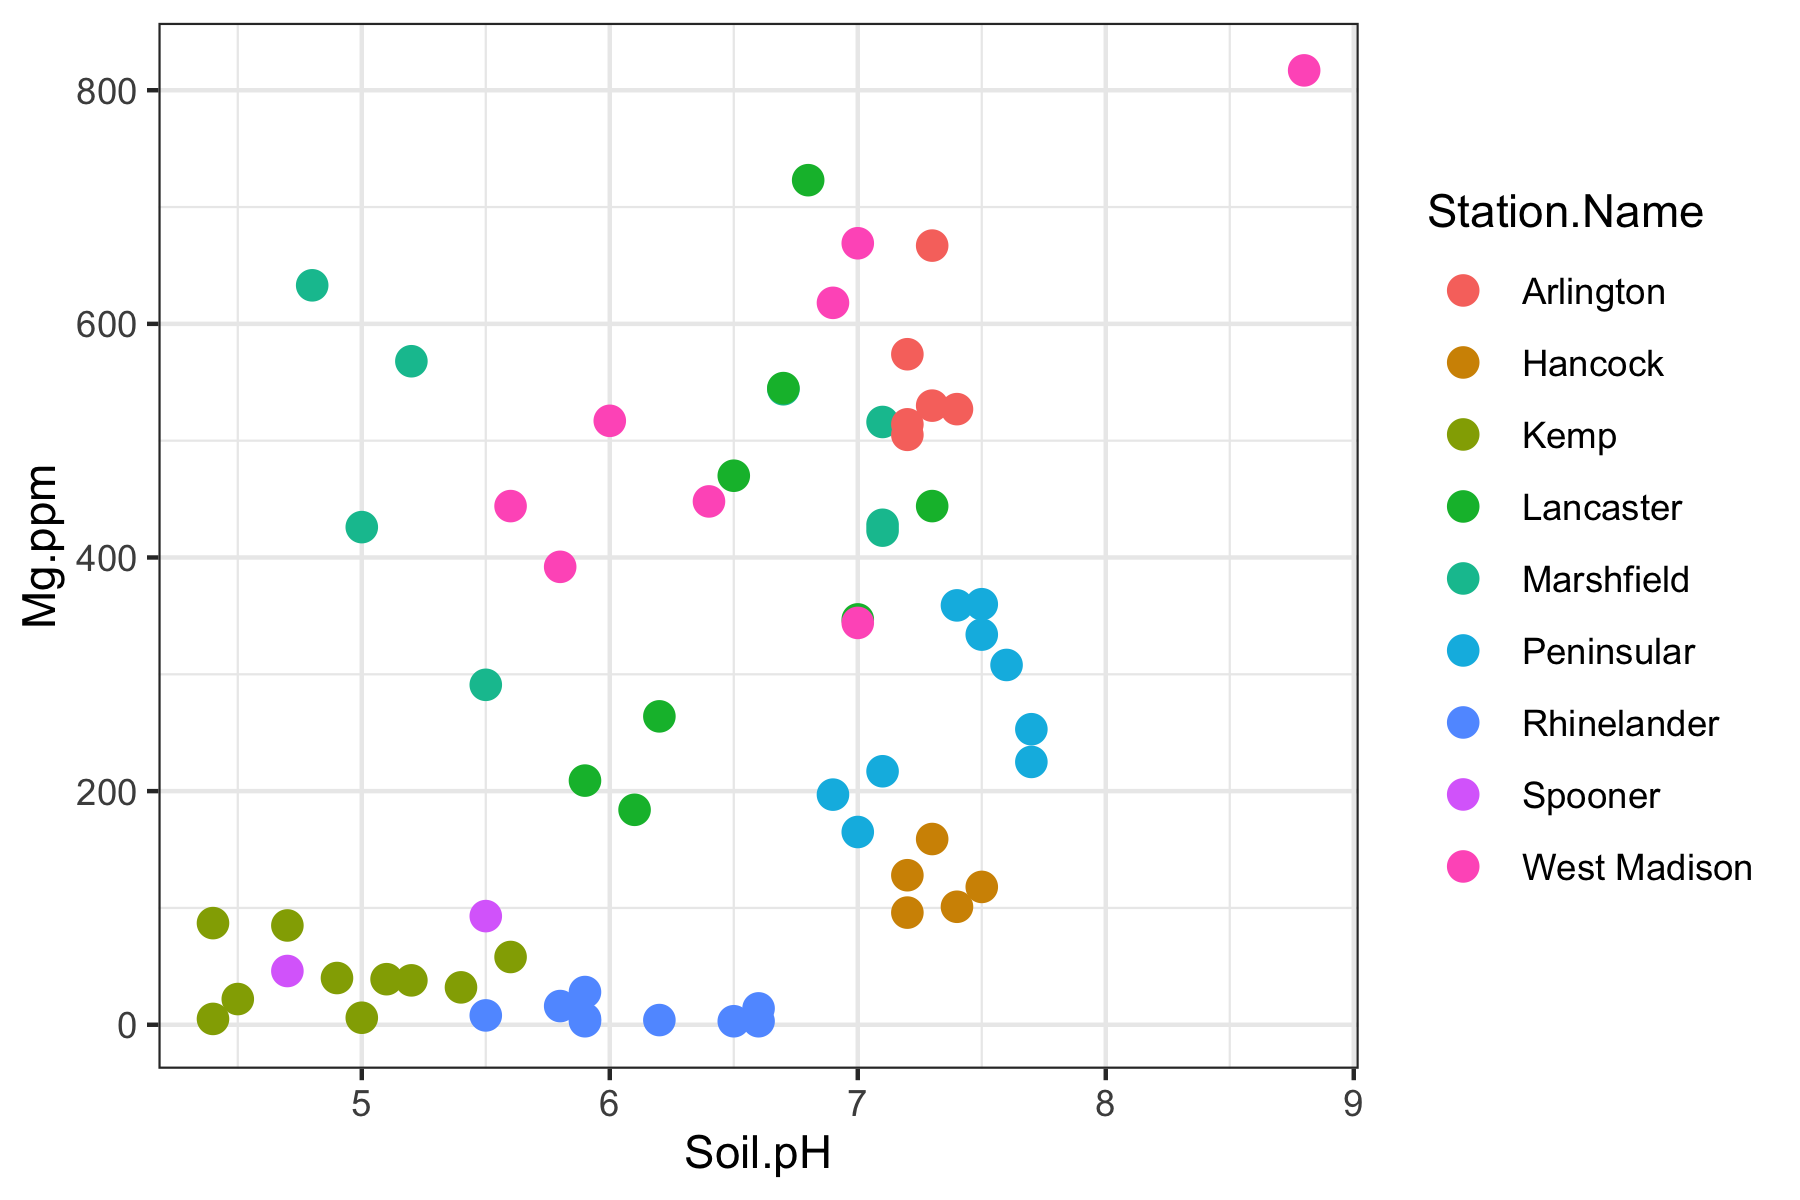 800
600
400
200
0
Mg.ppm
5 6 7 8 9
Soil.pH
Station.Name
Arlington
Hancock
Kemp
Lancaster
Marshfield
Peninsular
Rhinelander
Spooner
West Madison